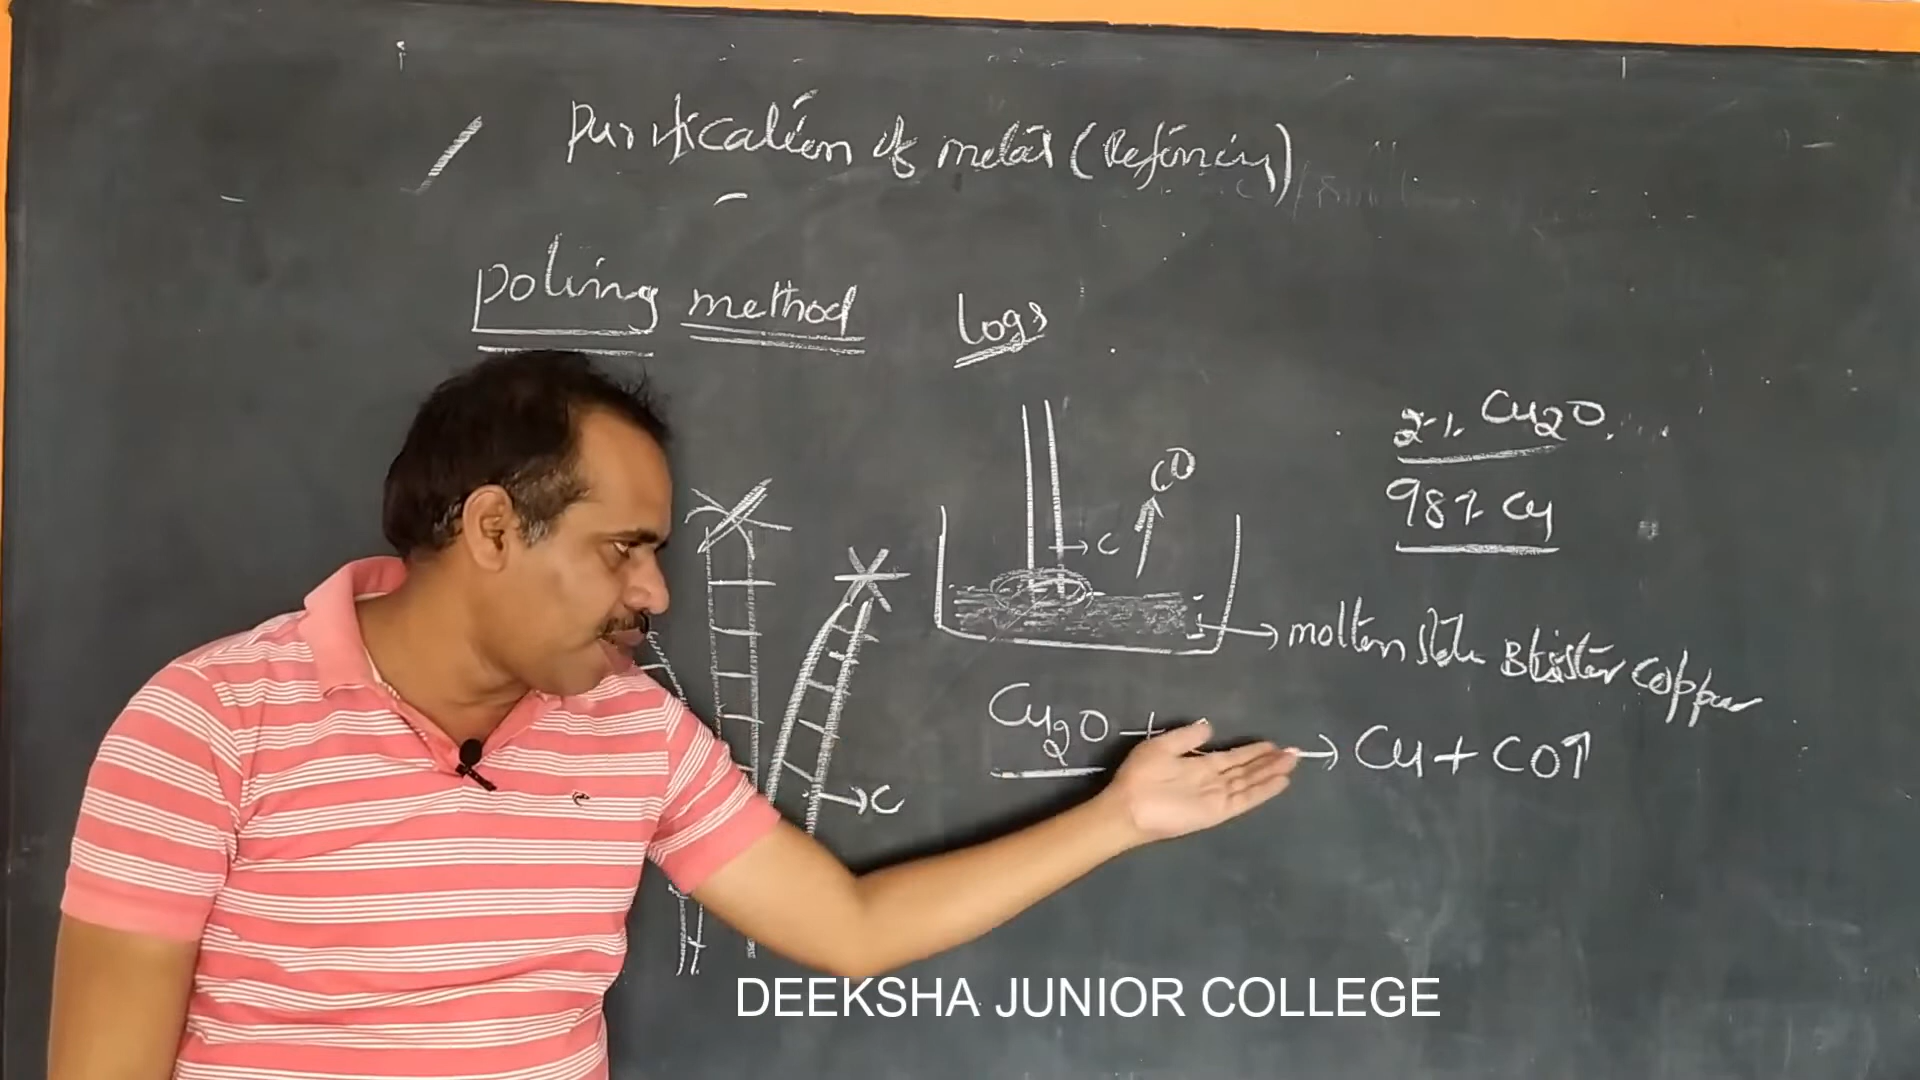 Purification of metals (Refining)
poling method
Logs
2% Cu2O
98% Cu
CO
→ C
→ molten state Blister Copper
Cu2O + → Cu + CO↑
→ C
DEEKSHA JUNIOR COLLEGE